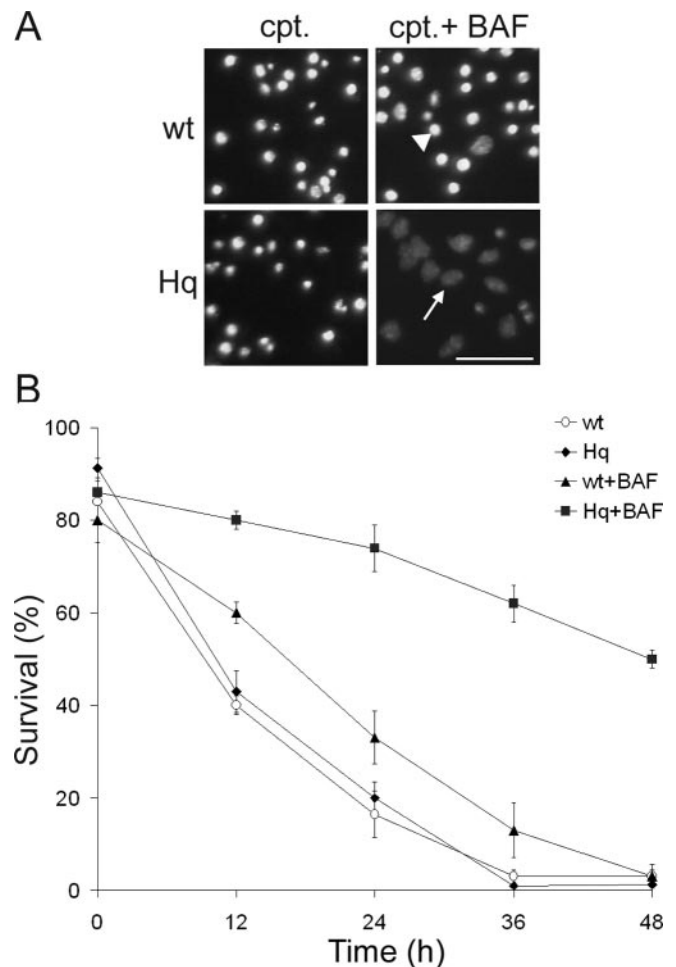 A
cpt. cpt.+ BAF
wt
Hq
B
100
80
60
40
20
0
Survival (%)
wt
Hq
wt+BAF
Hq+BAF
0 12 24 36 48
Time (h)